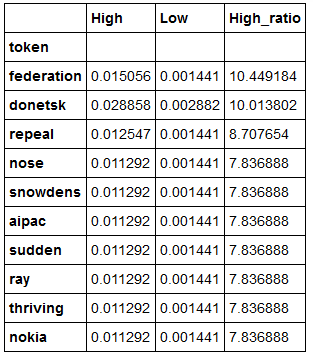 High Low High_ratio
token
federation 0.015056 0.001441 10.449184
donetsk 0.028858 0.002882 10.013802
repeal 0.012547 0.001441 8.707654
nose 0.011292 0.001441 7.836888
snowdens 0.011292 0.001441 7.836888
aipac 0.011292 0.001441 7.836888
sudden 0.011292 0.001441 7.836888
ray 0.011292 0.001441 7.836888
thriving 0.011292 0.001441 7.836888
nokia 0.011292 0.001441 7.836888